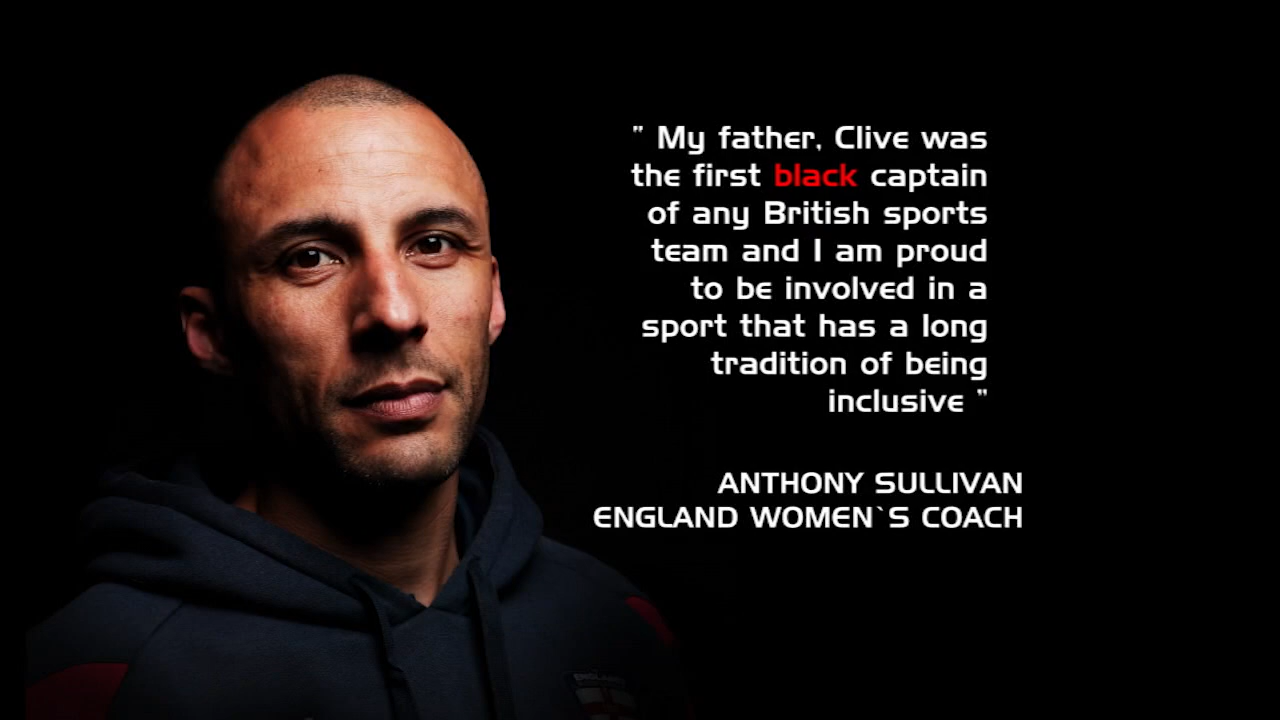 " My father, Clive was
the first black captain
of any British sports
team and I am proud
to be involved in a
sport that has a long
tradition of being
inclusive "
ANTHONY SULLIVAN
ENGLAND WOMEN`S COACH
ENGLAND